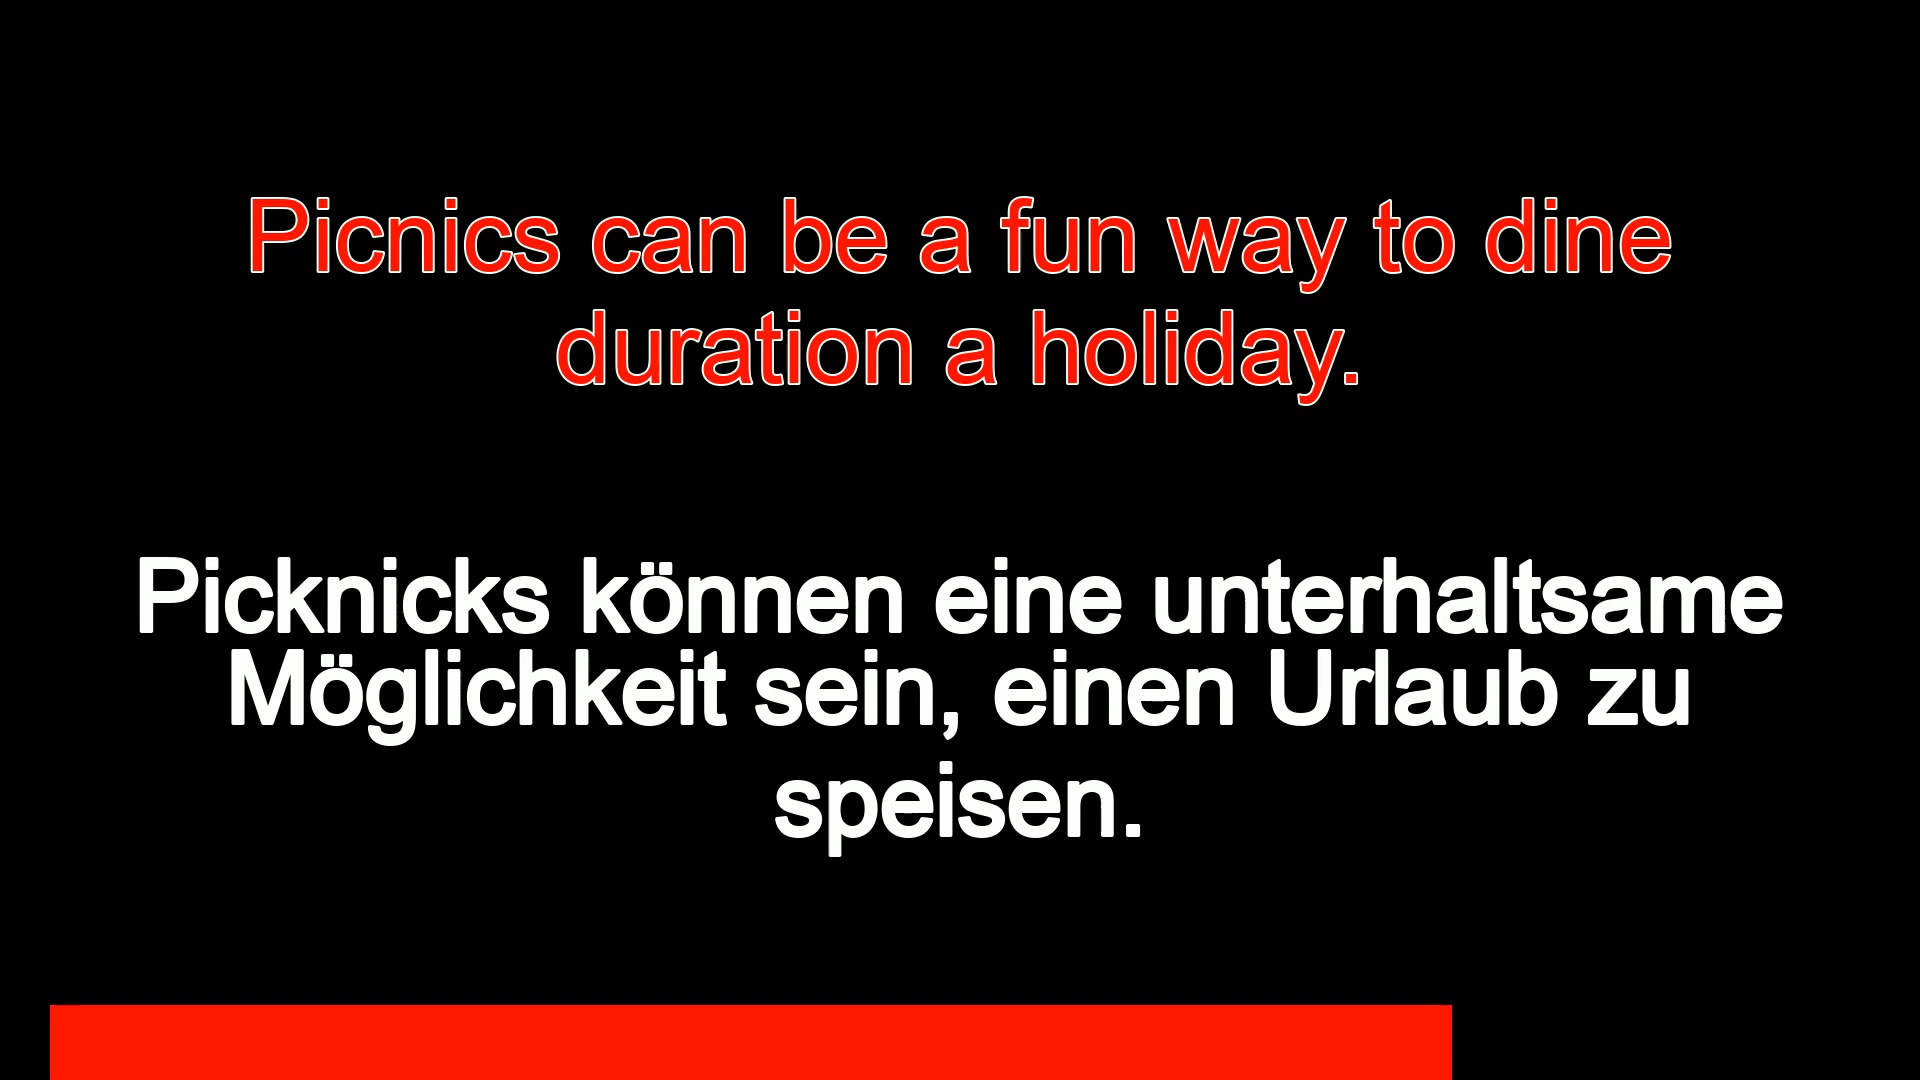 Picnics can be a fun way to dine
duration a holiday.
Picknicks können eine unterhaltsame
Möglichkeit sein, einen Urlaub zu
speisen.